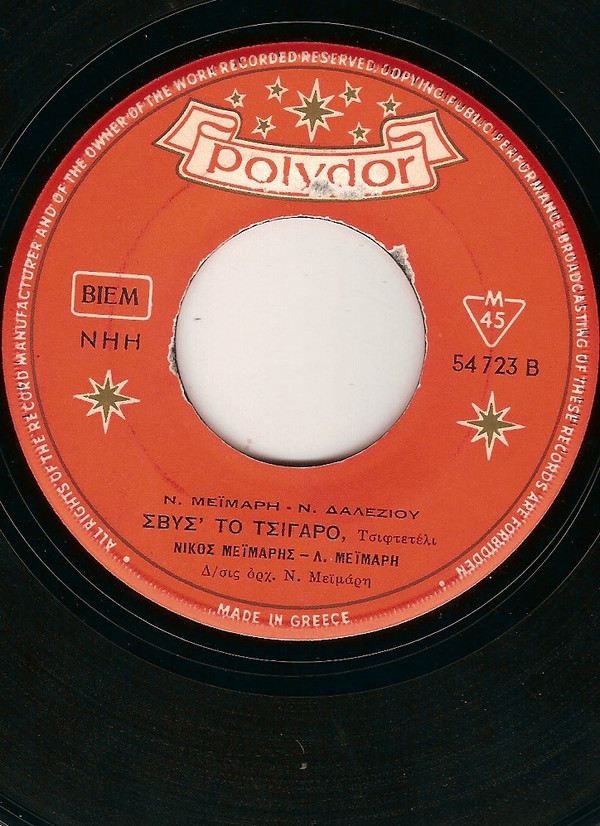 ALL RIGHTS OF THE RECORD MANUFACTURER AND OF THE OWNER OF THE WORK RECORDED RESERVED. COPYING, PUBLIC PERFORMANCE, BROADCASTING OF THESE RECORDS ARE FORBIDDEN
polydor
BIEM
NHH
M
45
54 723 B
Ν. ΜΕΪΜΑΡΗ - Ν. ΔΑΛΕΖΙΟΥ
ΣΒΥΣ' ΤΟ ΤΣΙΓΑΡΟ, Τσιφτετέλι
ΝΙΚΟΣ ΜΕΪΜΑΡΗΣ - Λ. ΜΕΪΜΑΡΗ
Δ/σις ὀρχ. Ν. Μεϊμάρη
MADE IN GREECE